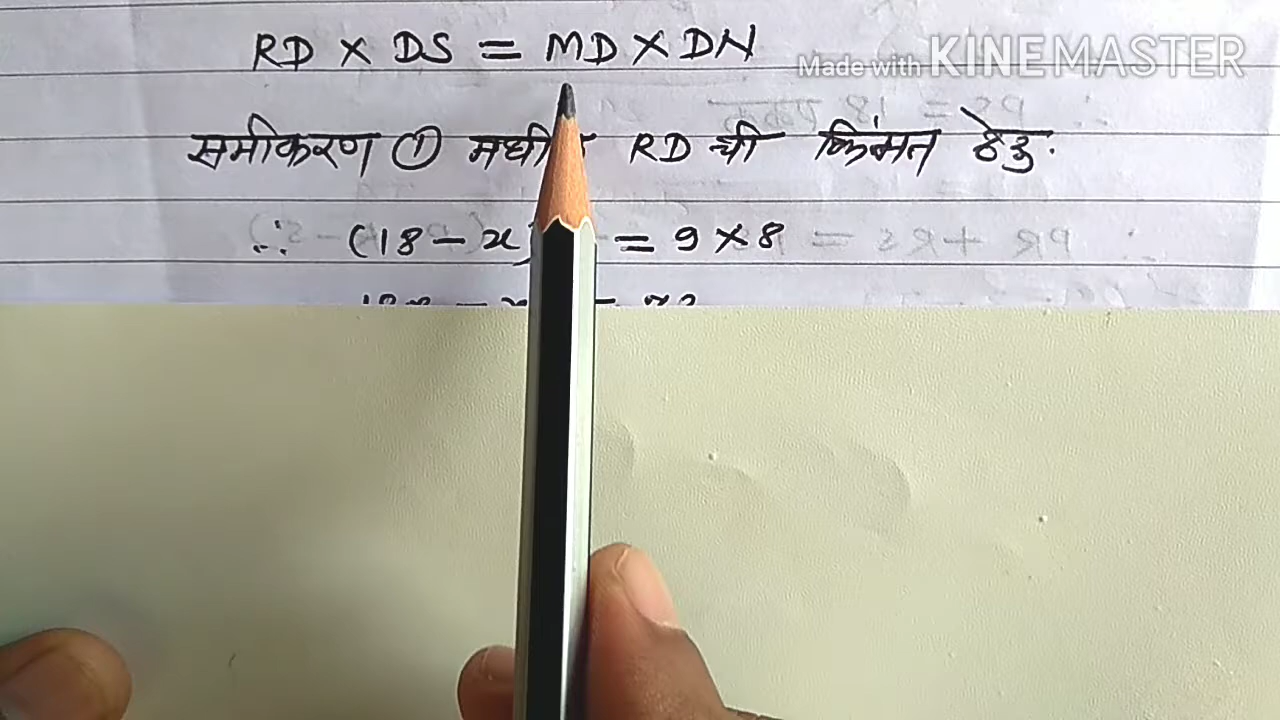 RD × DS = MD × DN
Made with KINEMASTER
समीकरण ① मधील RD ची किंमत ठेवु.
∴ (18 - x) = 9 × 8